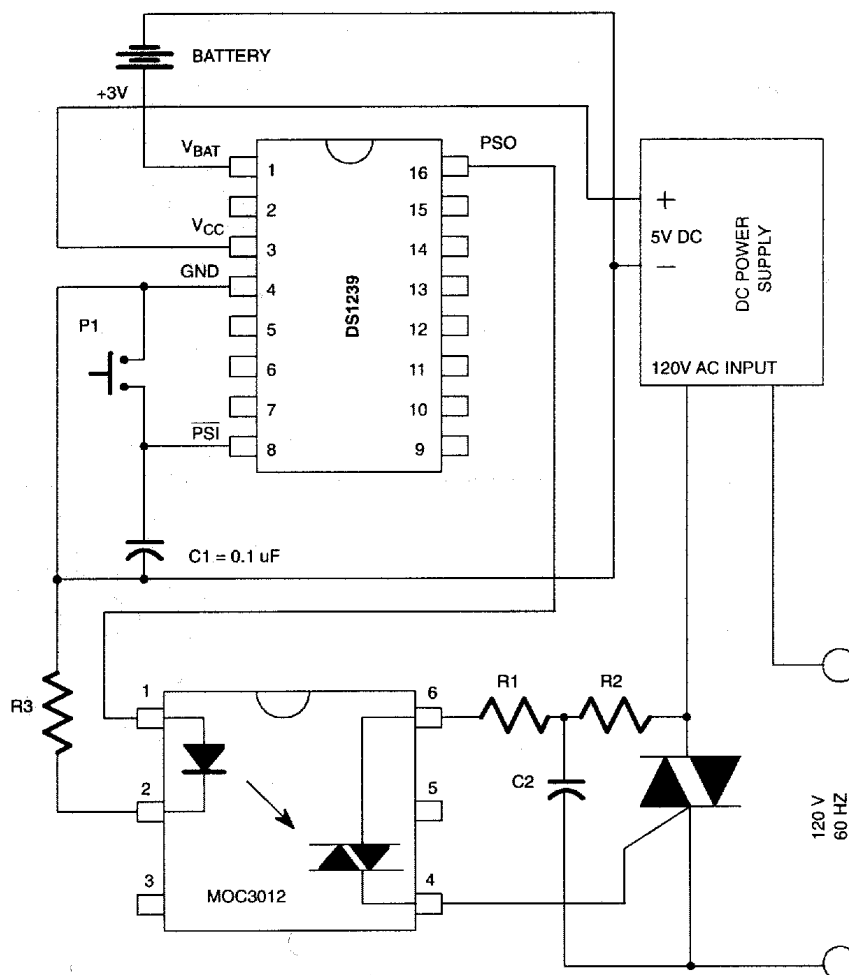 BATTERY
+3V
VBAT
PSO
1
16
2
15
VCC
3
14
GND
4
13
5
12
6
11
7
10
PSI
8
9
DS1239
P1
C1 = 0.1 uF
+
5V DC
−
DC POWER
SUPPLY
120V AC INPUT
R3
1
2
3
6
5
4
MOC3012
R1
R2
C2
120 V
60 HZ